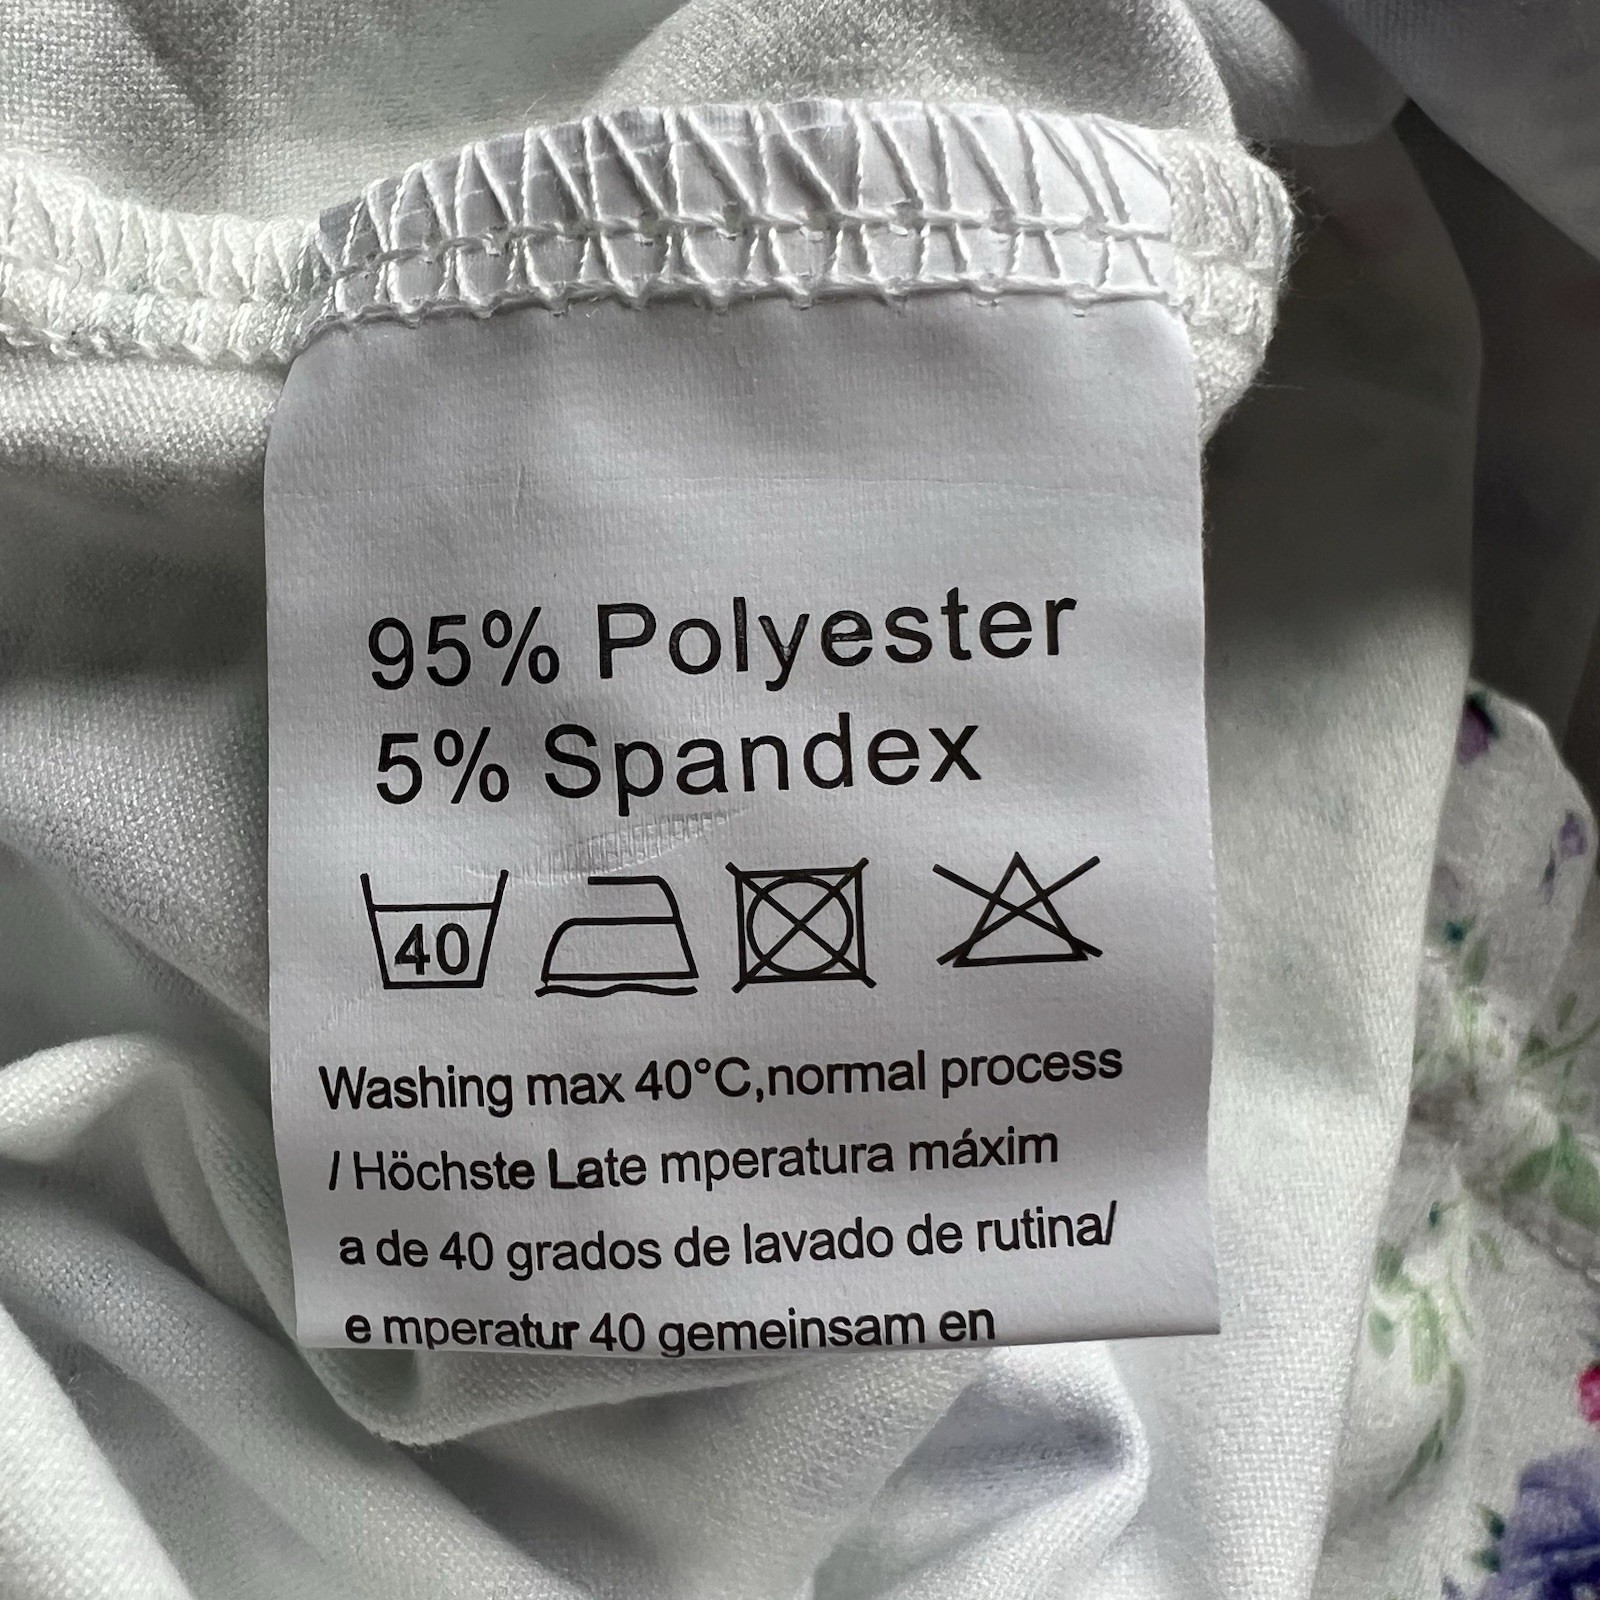 95% Polyester
5% Spandex
40
Washing max 40°C,normal process
/ Höchste Late mperatura máxim
a de 40 grados de lavado de rutina/
e mperatur 40 gemeinsam en